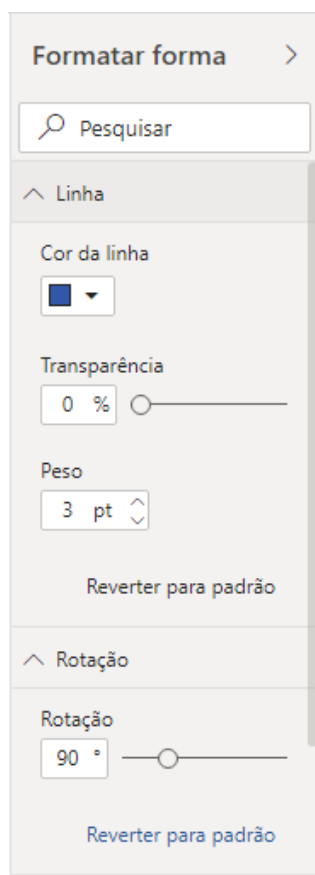 Formatar forma
Pesquisar
Linha
Cor da linha
Transparência
0 %
Peso
3 pt
Reverter para padrão
Rotação
Rotação
90 °
Reverter para padrão